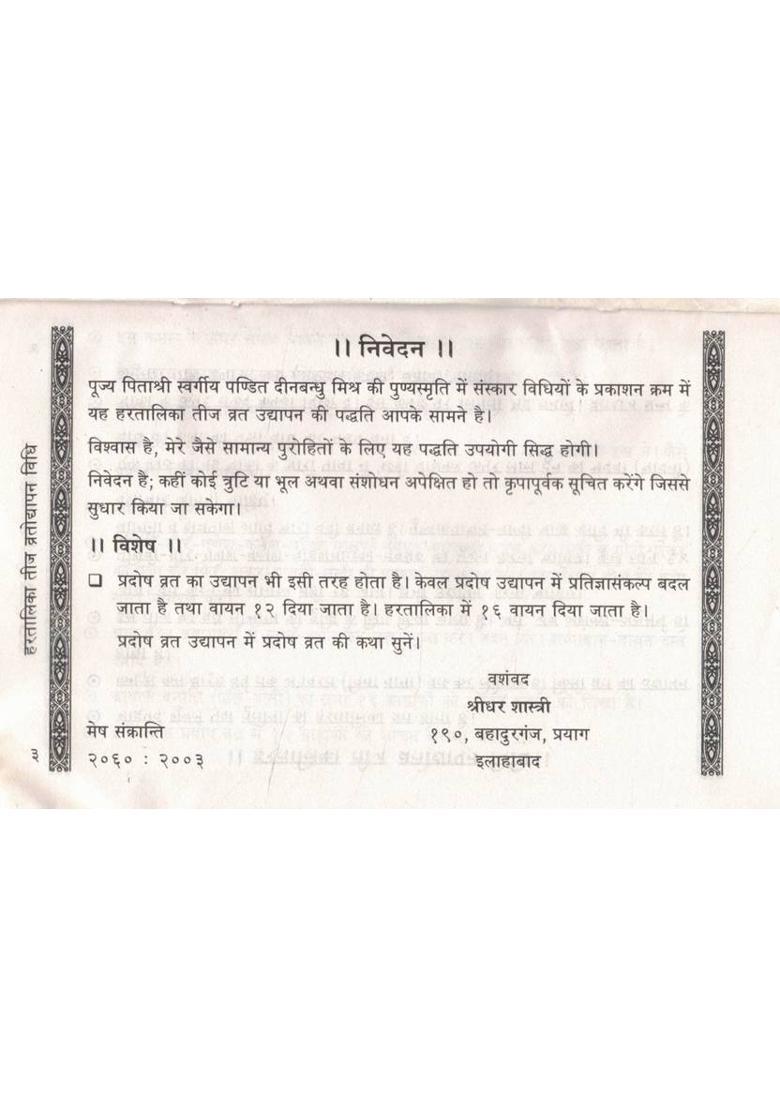 ।। निवेदन ।।
पूज्य पिताश्री स्वर्गीय पण्डित दीनबन्धु मिश्र की पुण्यस्मृति में संस्कार विधियों के प्रकाशन क्रम में
यह हरतालिका तीज व्रत उद्यापन की पद्धति आपके सामने है।
विश्वास है, मेरे जैसे सामान्य पुरोहितों के लिए यह पद्धति उपयोगी सिद्ध होगी।
निवेदन है; कहीं कोई त्रुटि या भूल अथवा संशोधन अपेक्षित हो तो कृपापूर्वक सूचित करेंगे जिससे
सुधार किया जा सकेगा।
।। विशेष ।।
❑ प्रदोष व्रत का उद्यापन भी इसी तरह होता है। केवल प्रदोष उद्यापन में प्रतिज्ञासंकल्प बदल
जाता है तथा वायन १२ दिया जाता है। हरतालिका में १६ वायन दिया जाता है।
प्रदोष व्रत उद्यापन में प्रदोष व्रत की कथा सुनें।
वशंवद
श्रीधर शास्त्री
मेष संक्रान्ति १९०, बहादुरगंज, प्रयाग
२०६० : २००३ इलाहाबाद
हरतालिका तीज व्रतोद्यापन विधि
३